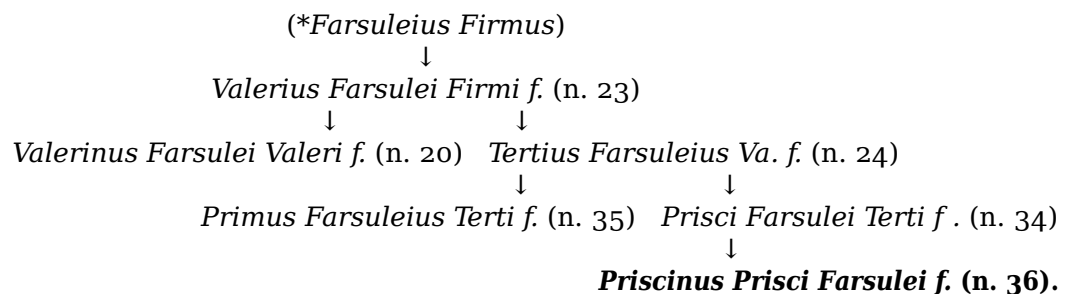 (*Farsuleius Firmus)
↓
Valerius Farsulei Firmi f. (n. 23)
↓ ↓
Valerinus Farsulei Valeri f. (n. 20) Tertius Farsuleius Va. f. (n. 24)
↓ ↓
Primus Farsuleius Terti f. (n. 35) Prisci Farsulei Terti f . (n. 34)
↓
Priscinus Prisci Farsulei f. (n. 36).